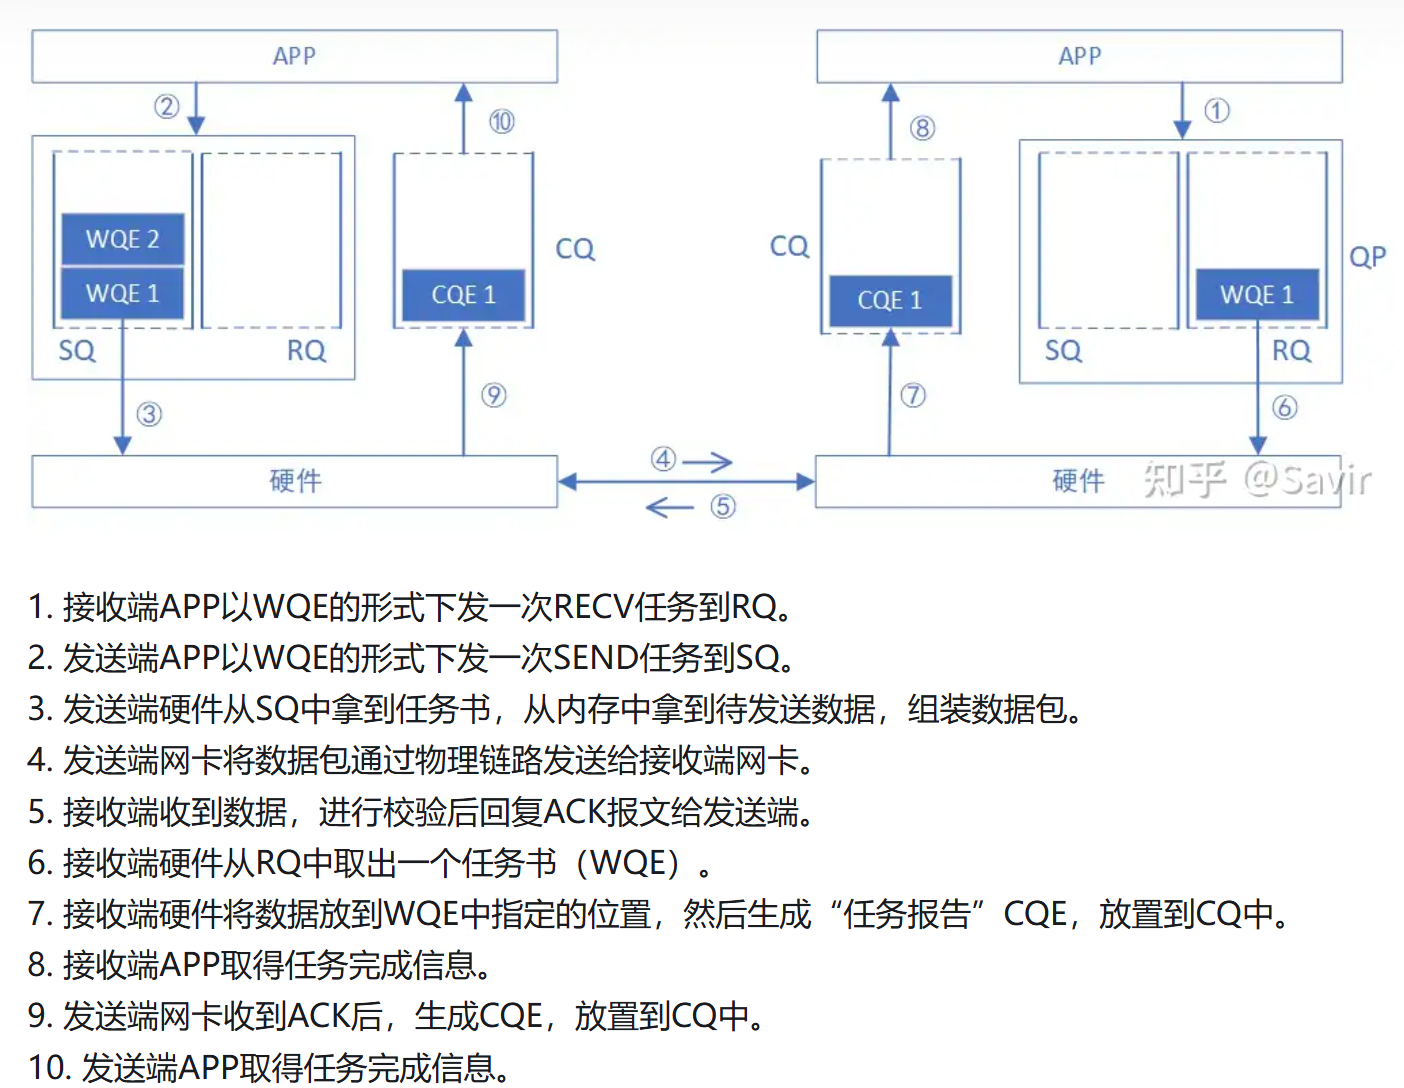 APP
APP
②
⑩
⑧
①
WQE 2
WQE 1
CQE 1
CQ
CQ
CQE 1
WQE 1
QP
SQ
RQ
SQ
RQ
③
⑨
⑦
⑥
硬件
④
⑤
硬件
知乎 @Savir
1. 接收端APP以WQE的形式下发一次RECV任务到RQ。
2. 发送端APP以WQE的形式下发一次SEND任务到SQ。
3. 发送端硬件从SQ中拿到任务书，从内存中拿到待发送数据，组装数据包。
4. 发送端网卡将数据包通过物理链路发送给接收端网卡。
5. 接收端收到数据，进行校验后回复ACK报文给发送端。
6. 接收端硬件从RQ中取出一个任务书（WQE）。
7. 接收端硬件将数据放到WQE中指定的位置，然后生成“任务报告”CQE，放置到CQ中。
8. 接收端APP取得任务完成信息。
9. 发送端网卡收到ACK后，生成CQE，放置到CQ中。
10. 发送端APP取得任务完成信息。